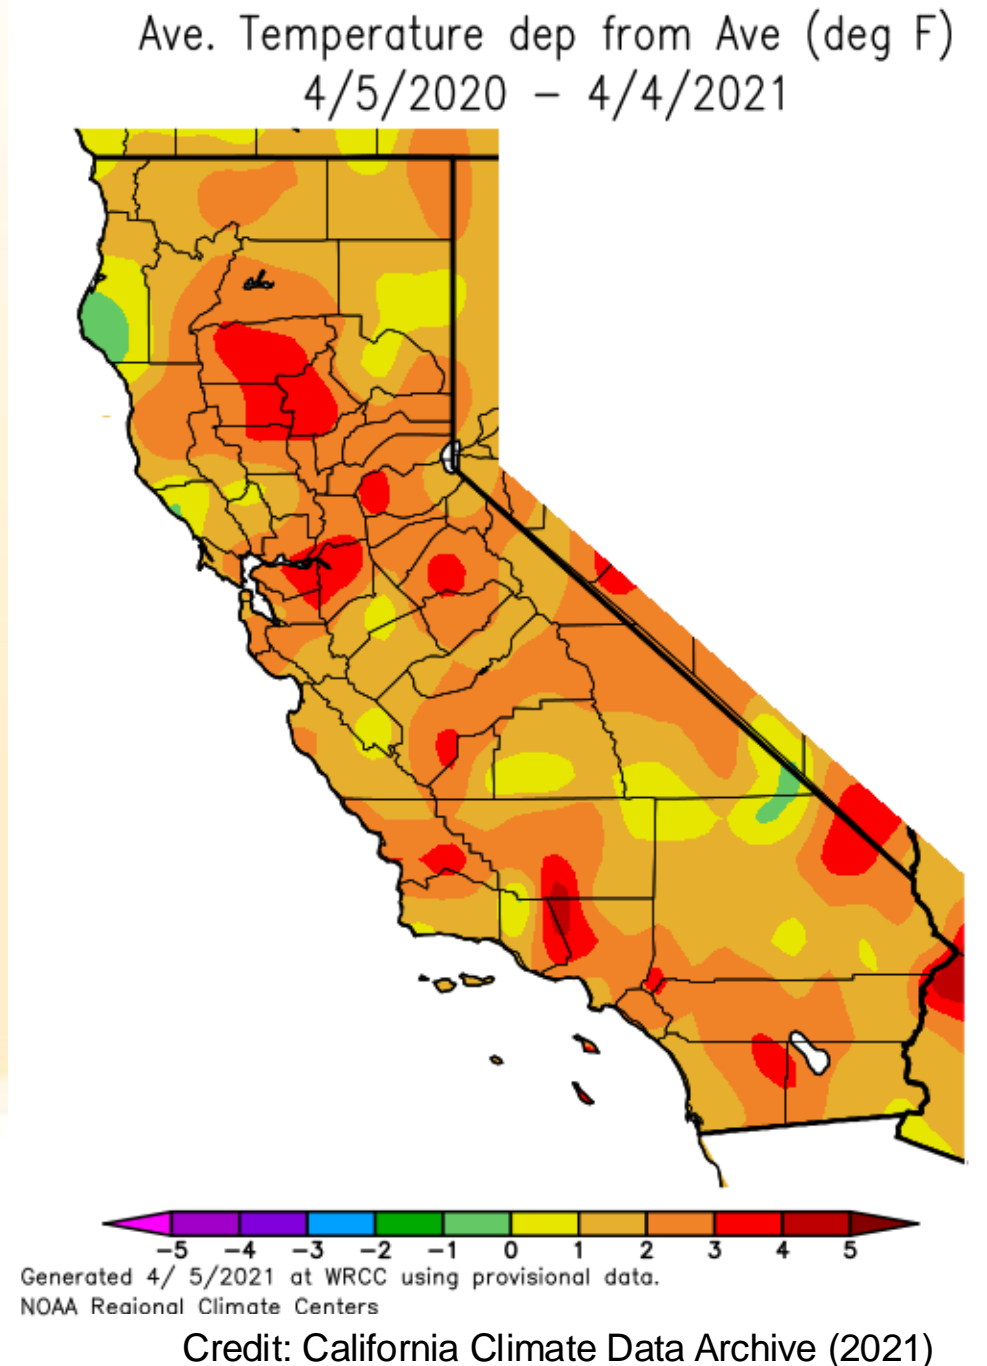 Ave. Temperature dep from Ave (deg F)
4/5/2020 – 4/4/2021
−5 −4 −3 −2 −1 0 1 2 3 4 5
Generated 4/ 5/2021 at WRCC using provisional data.
NOAA Regional Climate Centers
Credit: California Climate Data Archive (2021)